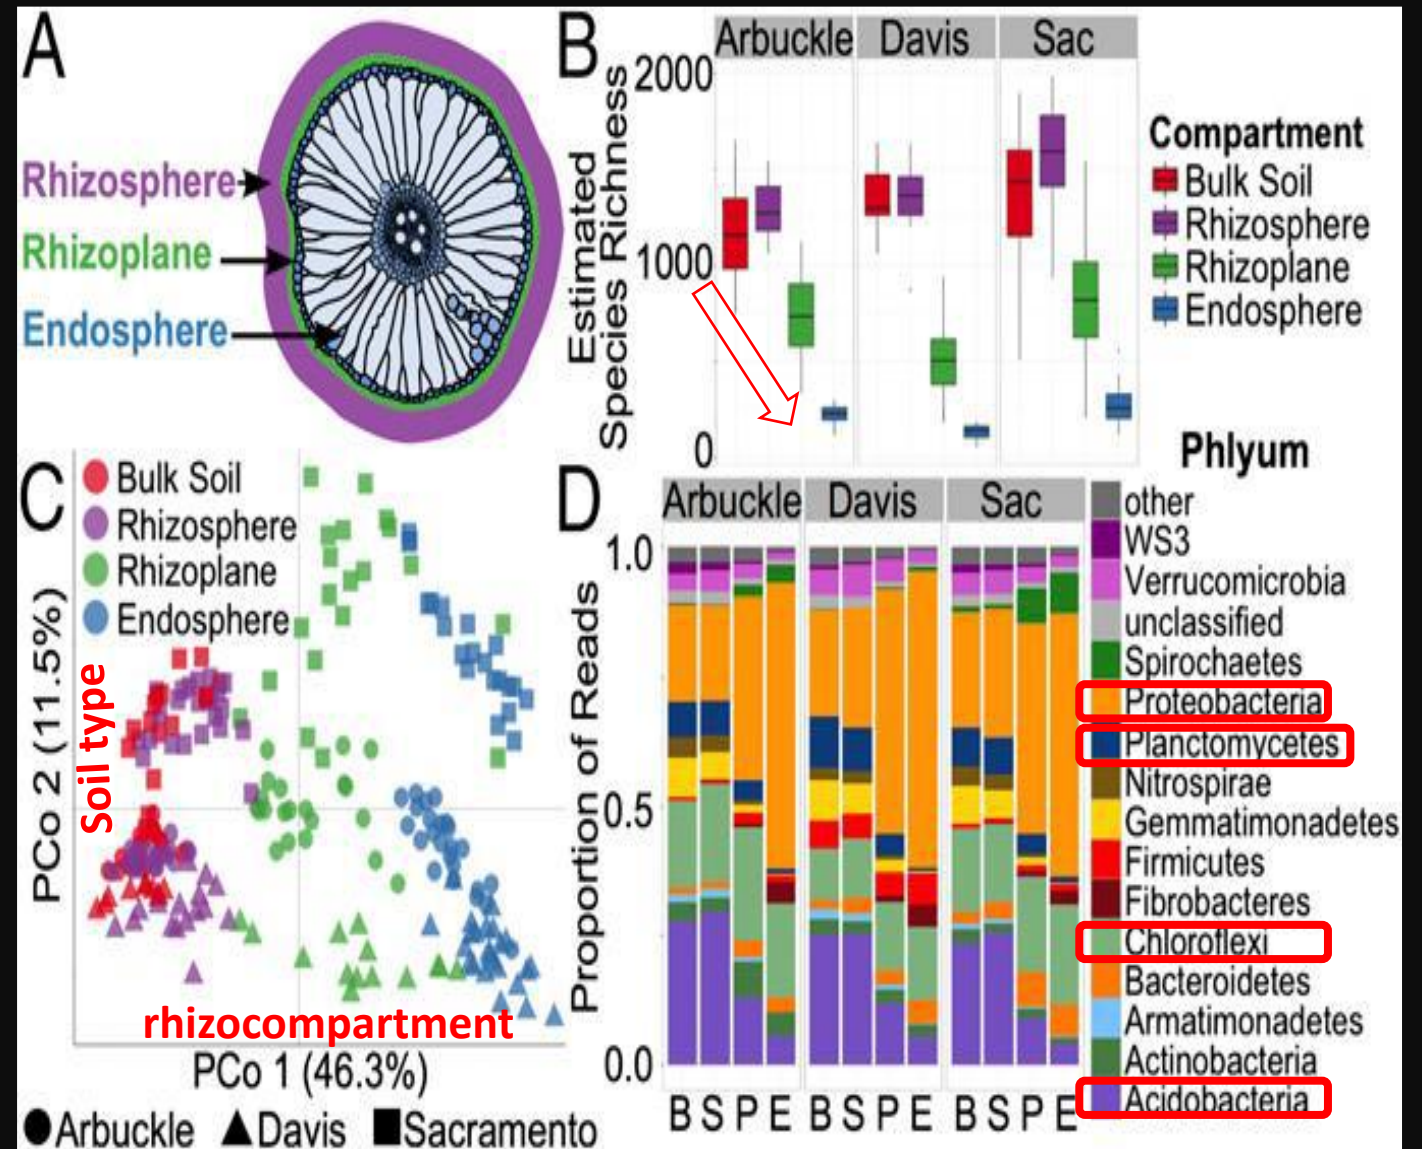 A
Rhizosphere
Rhizoplane
Endosphere
B
Arbuckle Davis Sac
Estimated
Species Richness
2000
1000
0
Compartment
Bulk Soil
Rhizosphere
Rhizoplane
Endosphere
C
Bulk Soil
Rhizosphere
Rhizoplane
Endosphere
PCo 2 (11.5%)
Soil type
rhizocompartment
PCo 1 (46.3%)
Arbuckle Davis Sacramento
D
Arbuckle Davis Sac
Proportion of Reads
1.0
0.5
0.0
B S P E B S P E B S P E
Phlyum
other
WS3
Verrucomicrobia
unclassified
Spirochaetes
Proteobacteria
Planctomycetes
Nitrospirae
Gemmatimonadetes
Firmicutes
Fibrobacteres
Chloroflexi
Bacteroidetes
Armatimonadetes
Actinobacteria
Acidobacteria